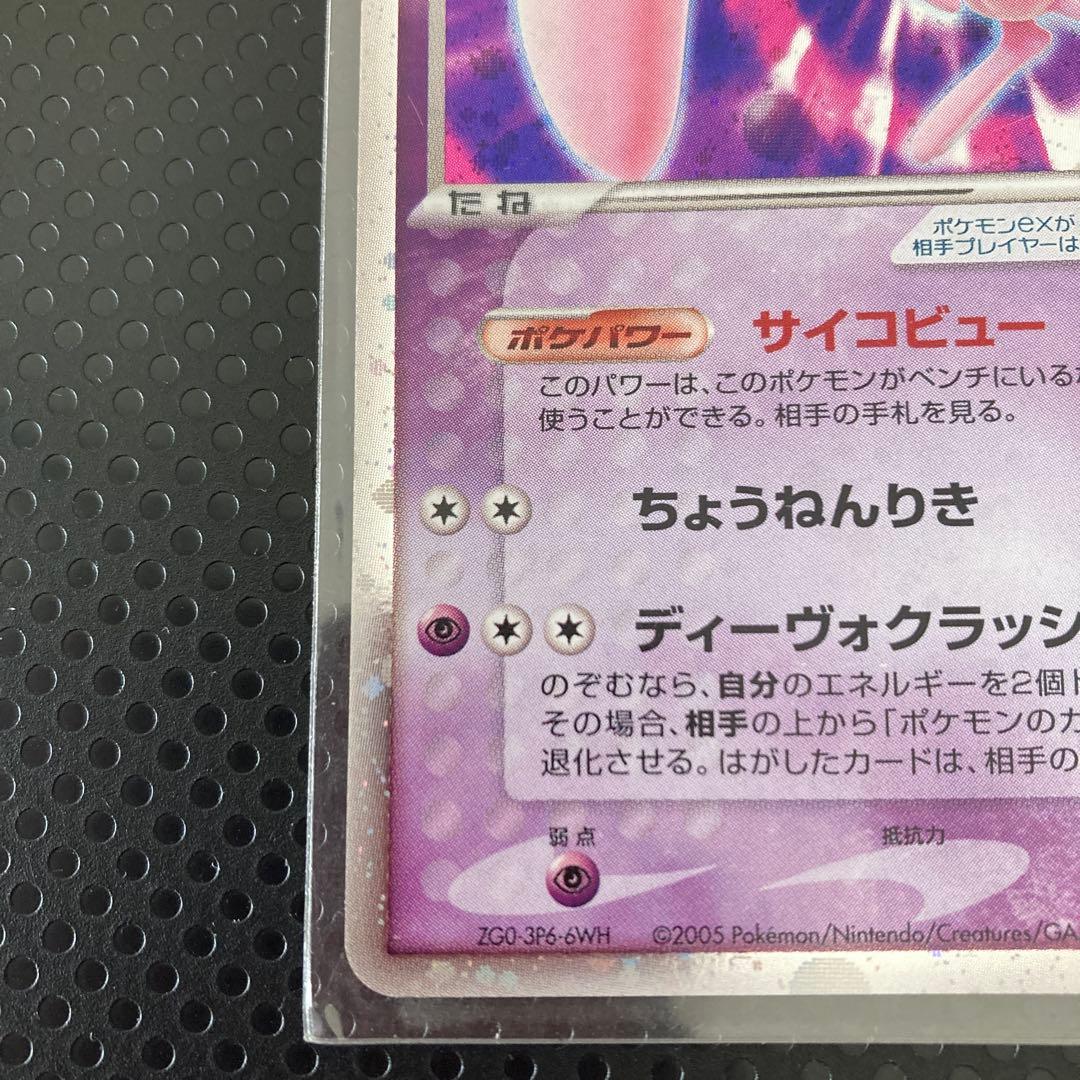 たね
ポケモンexが
相手プレイヤーは
ポケパワー サイコビュー
このパワーは、このポケモンがベンチにいる
使うことができる。相手の手札を見る。
ちょうねんりき
ディーヴォクラッシ
のぞむなら、自分のエネルギーを2個
その場合、相手の上から「ポケモンのカ
退化させる。はがしたカードは、相手の
弱点 抵抗力
ZG0-3P6-6WH ©2005 Pokémon/Nintendo/Creatures/GA